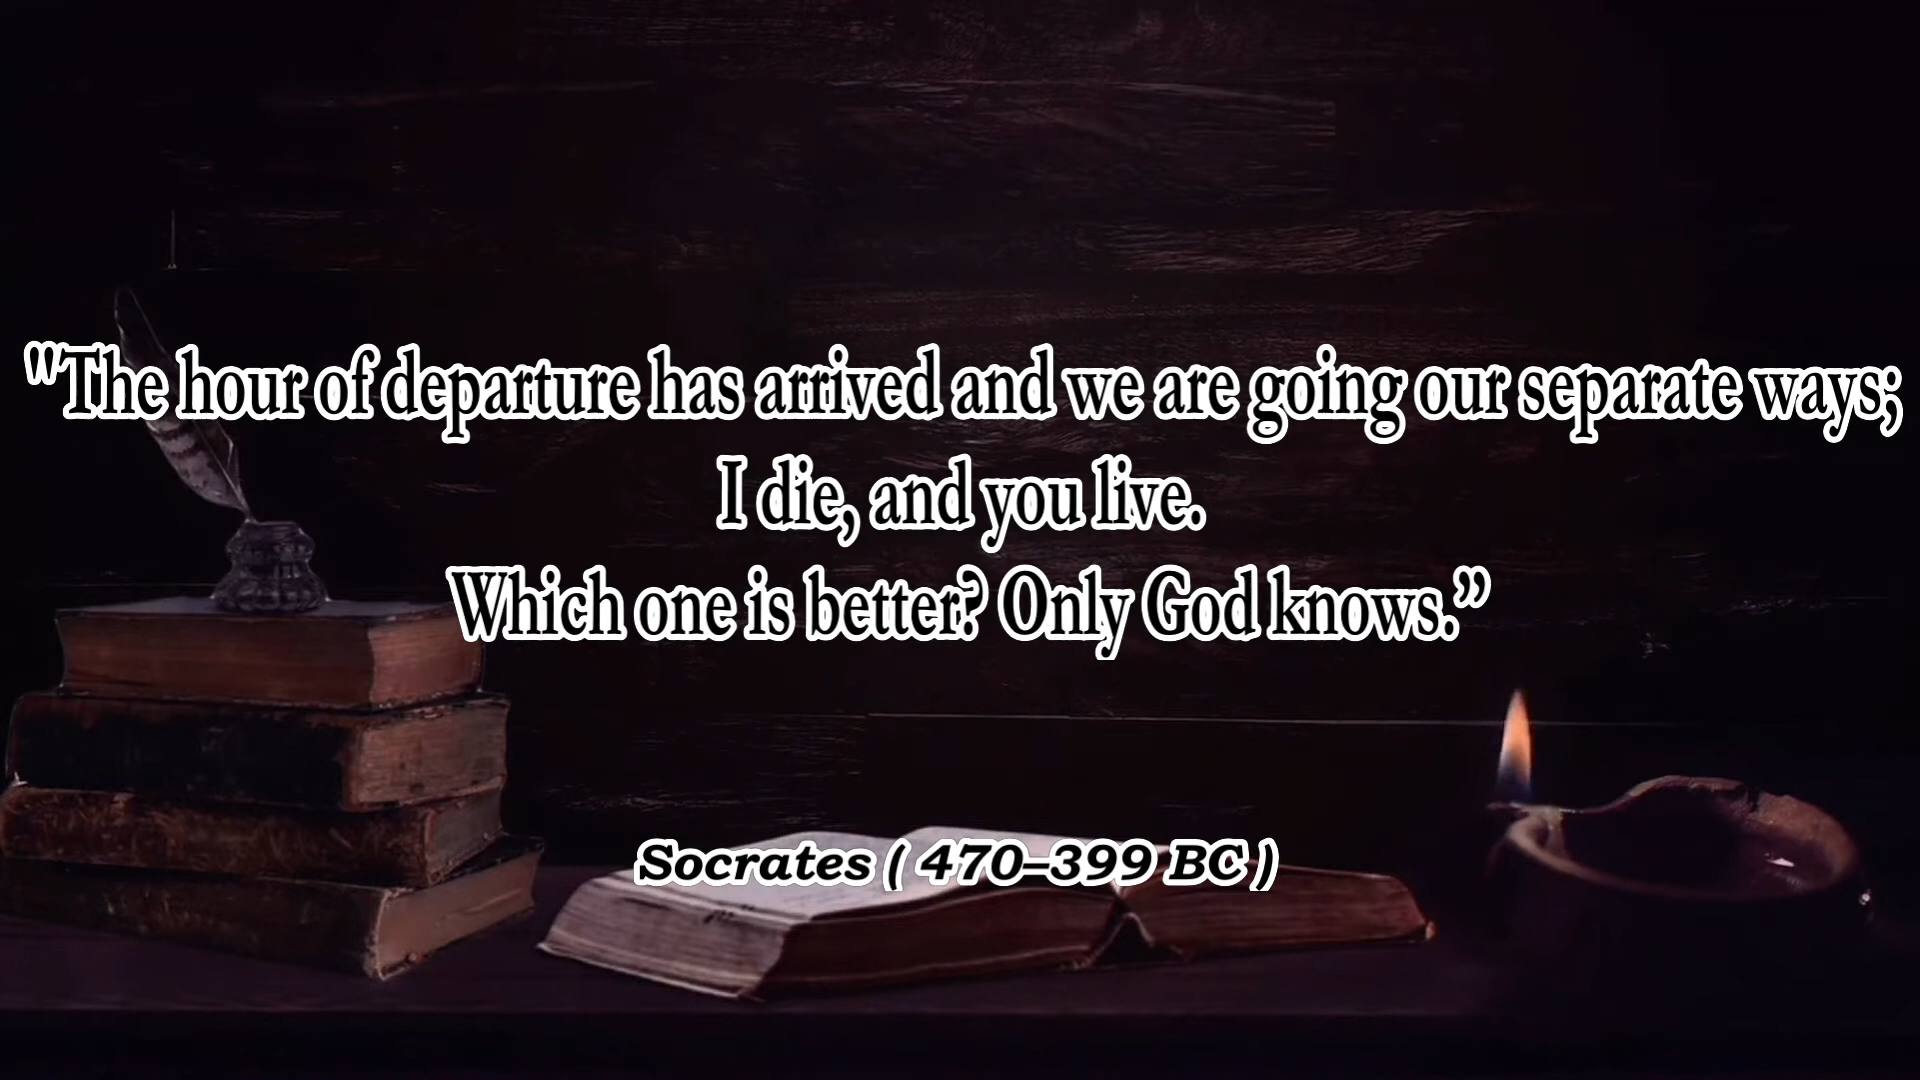 "The hour of departure has arrived and we are going our separate ways;
I die, and you live.
Which one is better? Only God knows.”
Socrates ( 470–399 BC )